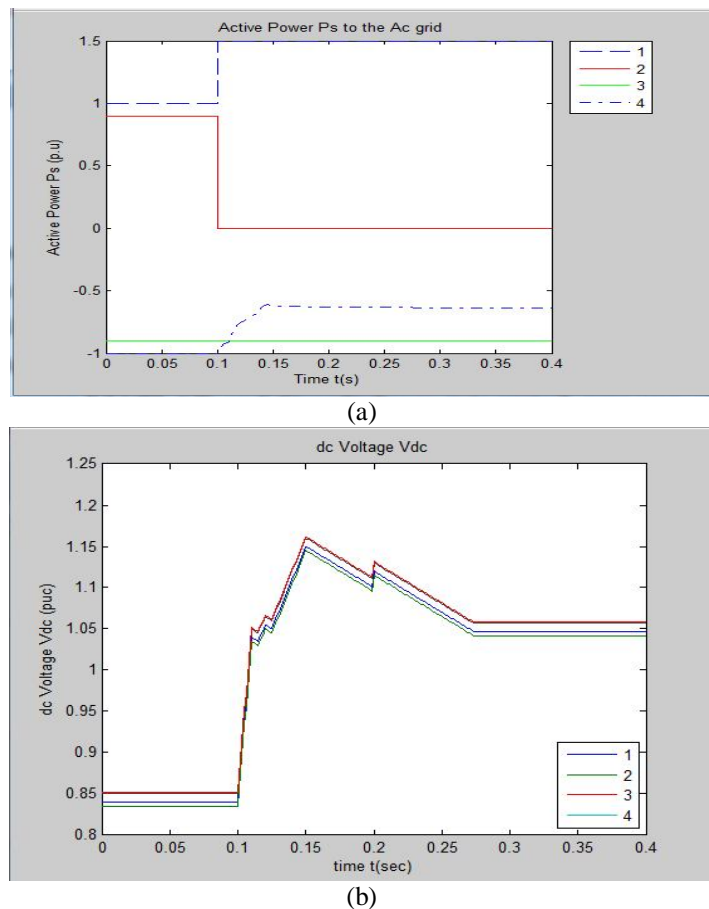 Active Power Ps to the Ac grid
1.5
1
0.5
0
-0.5
-1
Active Power Ps (p.u)
0 0.05 0.1 0.15 0.2 0.25 0.3 0.35 0.4
Time t(s)
1
2
3
4
(a)
dc Voltage Vdc
1.25
1.2
1.15
1.1
1.05
1
0.95
0.9
0.85
0.8
dc Voltage Vdc (puc)
0 0.05 0.1 0.15 0.2 0.25 0.3 0.35 0.4
time t(sec)
1
2
3
4
(b)